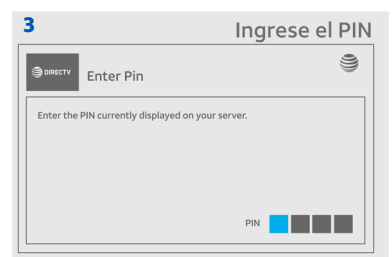 3
Ingrese el PIN
DIRECTV
Enter Pin
Enter the PIN currently displayed on your server.
PIN